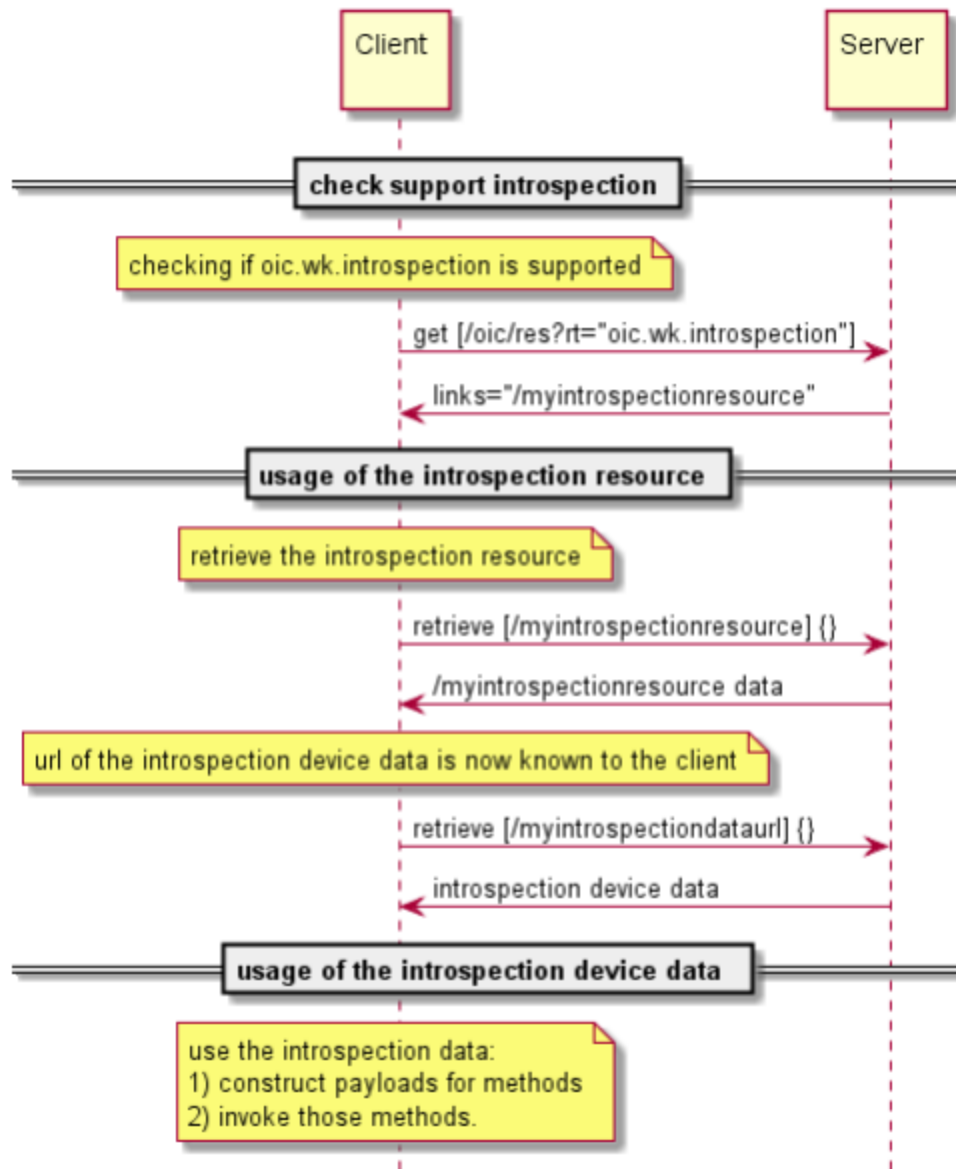 Client
Server
check support introspection
checking if oic.wk.introspection is supported
get [/oic/res?rt="oic.wk.introspection"]
links="/myintrospectionresource"
usage of the introspection resource
retrieve the introspection resource
retrieve [/myintrospectionresource] {}
/myintrospectionresource data
url of the introspection device data is now known to the client
retrieve [/myintrospectiondataurl] {}
introspection device data
usage of the introspection device data
use the introspection data:
1) construct payloads for methods
2) invoke those methods.